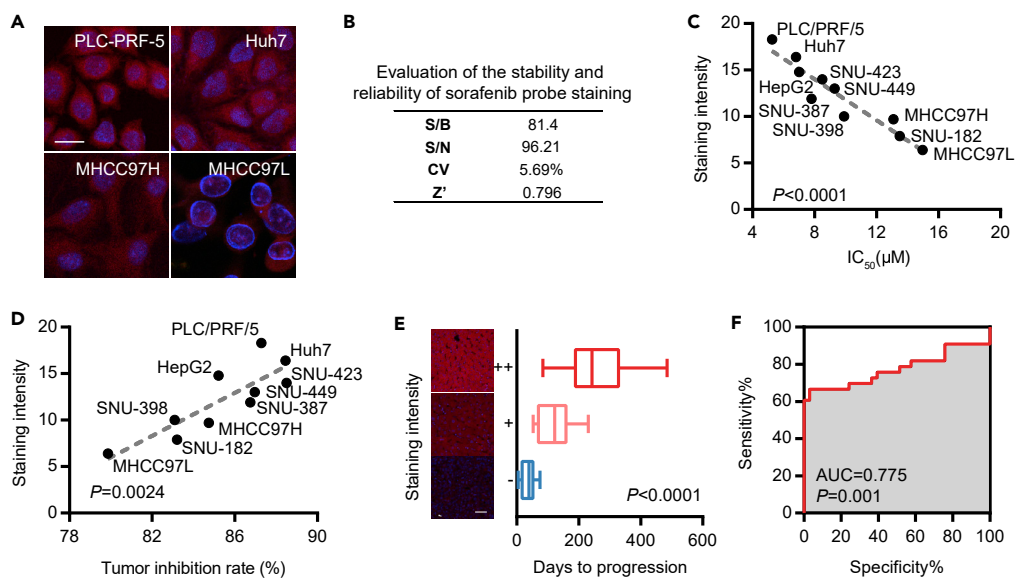 A
PLC-PRF-5
Huh7
MHCC97H
MHCC97L
B
Evaluation of the stability and
reliability of sorafenib probe staining
S/B 81.4
S/N 96.21
CV 5.69%
Z' 0.796
C
Staining intensity
20
15
10
5
0
PLC/PRF/5
Huh7
SNU-423
HepG2
SNU-449
SNU-387
MHCC97H
SNU-398
SNU-182
MHCC97L
P<0.0001
4 8 12 16 20
IC50(µM)
D
Staining intensity
20
15
10
5
0
PLC/PRF/5
Huh7
HepG2
SNU-423
SNU-449
SNU-398
SNU-387
MHCC97H
SNU-182
MHCC97L
P=0.0024
78 82 86 90
Tumor inhibition rate (%)
E
Staining intensity
++
+
-
P<0.0001
0 200 400 600
Days to progression
F
Sensitivity%
100
80
60
40
20
0
AUC=0.775
P=0.001
0 20 40 60 80 100
Specificity%